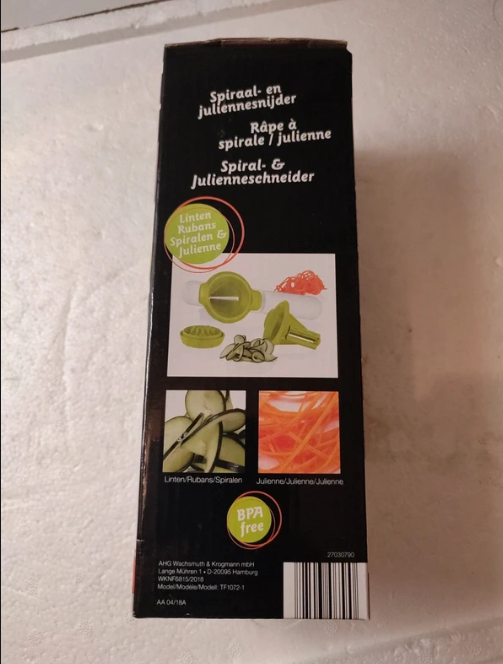 Spiraal- en
juliennesnijder
Râpe à
spirale / julienne
Spiral- &
Julienneschneider
Linten
Rubans
Spiralen &
Julienne
Linten/Rubans/Spiralen
Julienne/Julienne/Julienne
BPA
free
27030790
AHG Wachsmuth & Krogmann mbH
Lange Mühren 1 • D-20095 Hamburg
WKNF6815/2018
Model/Modèle/Modell: TF1072-1
AA 04/18A